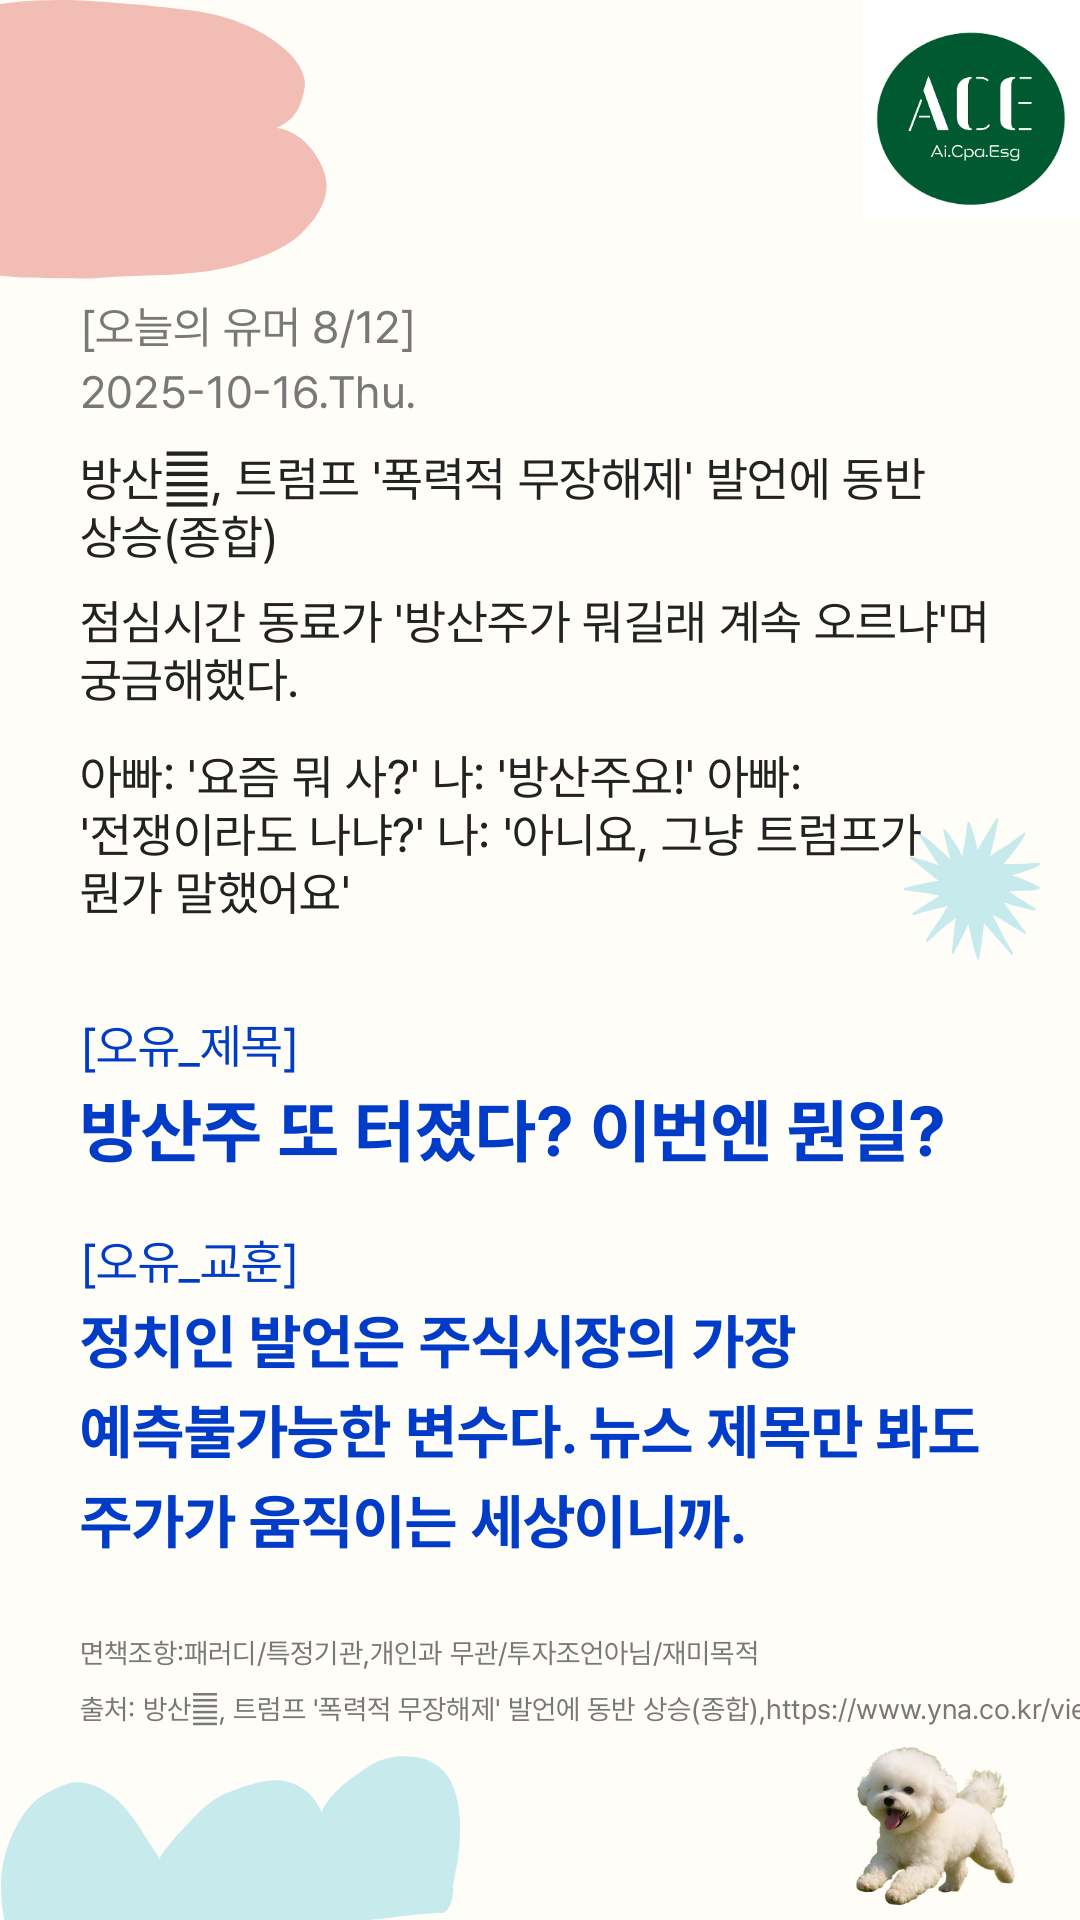 ACE
Ai.Cpa.Esg
[오늘의 유머 8/12]
2025-10-16.Thu.
방산䷀, 트럼프 '폭력적 무장해제' 발언에 동반
상승(종합)
점심시간 동료가 '방산주가 뭐길래 계속 오르냐'며
궁금해했다.
아빠: '요즘 뭐 사?' 나: '방산주요!' 아빠:
'전쟁이라도 나냐?' 나: '아니요, 그냥 트럼프가
뭔가 말했어요'
[오유_제목]
방산주 또 터졌다? 이번엔 뭔일?
[오유_교훈]
정치인 발언은 주식시장의 가장
예측불가능한 변수다. 뉴스 제목만 봐도
주가가 움직이는 세상이니까.
면책조항:패러디/특정기관,개인과 무관/투자조언아님/재미목적
출처: 방산䷀, 트럼프 '폭력적 무장해제' 발언에 동반 상승(종합),https://www.yna.co.kr/vie